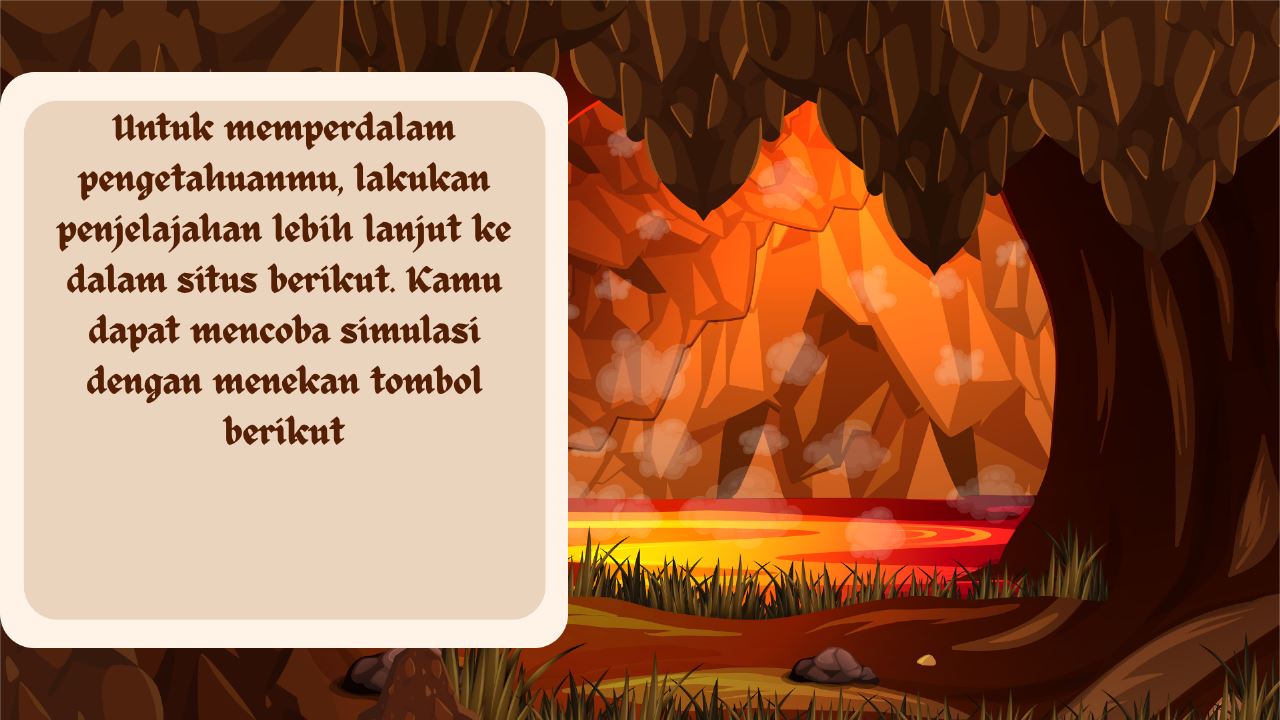 Untuk memperdalam
pengetahuanmu, lakukan
penjelajahan lebih lanjut ke
dalam situs berikut. Kamu
dapat mencoba simulasi
dengan menekan tombol
berikut